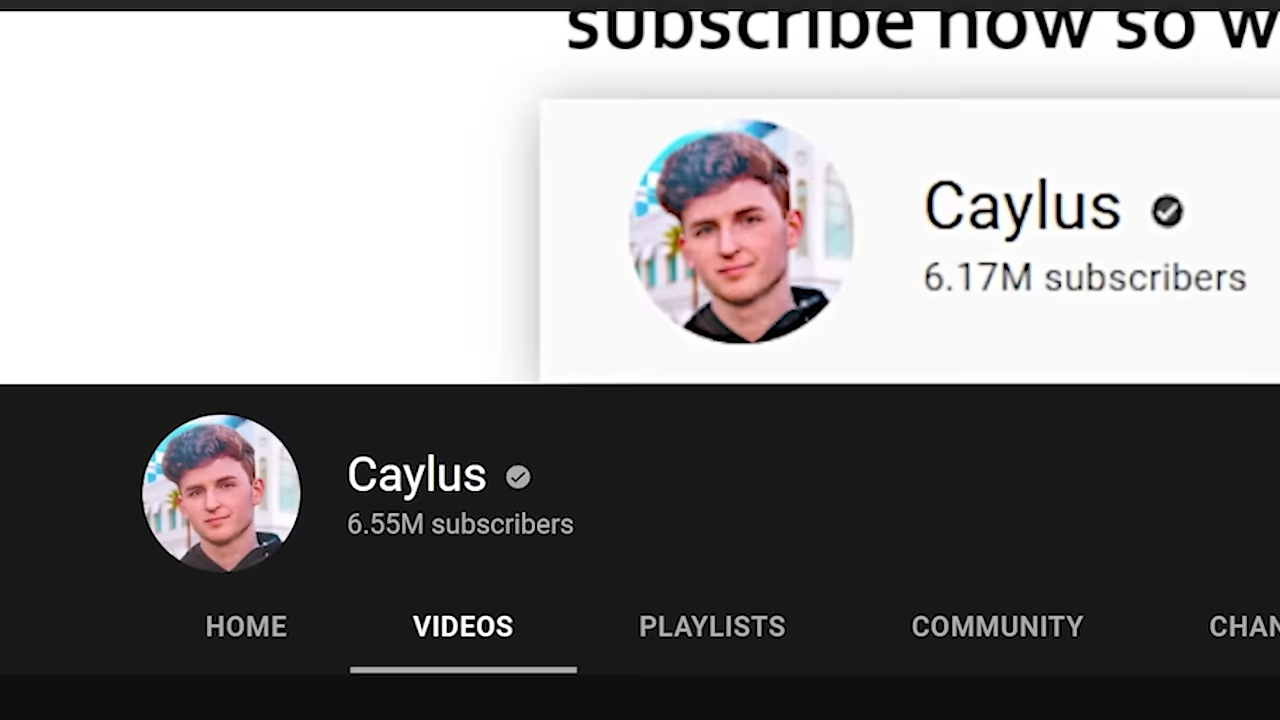 subscribe now so w
Caylus
6.17M subscribers
Caylus
6.55M subscribers
HOME VIDEOS PLAYLISTS COMMUNITY CHAN